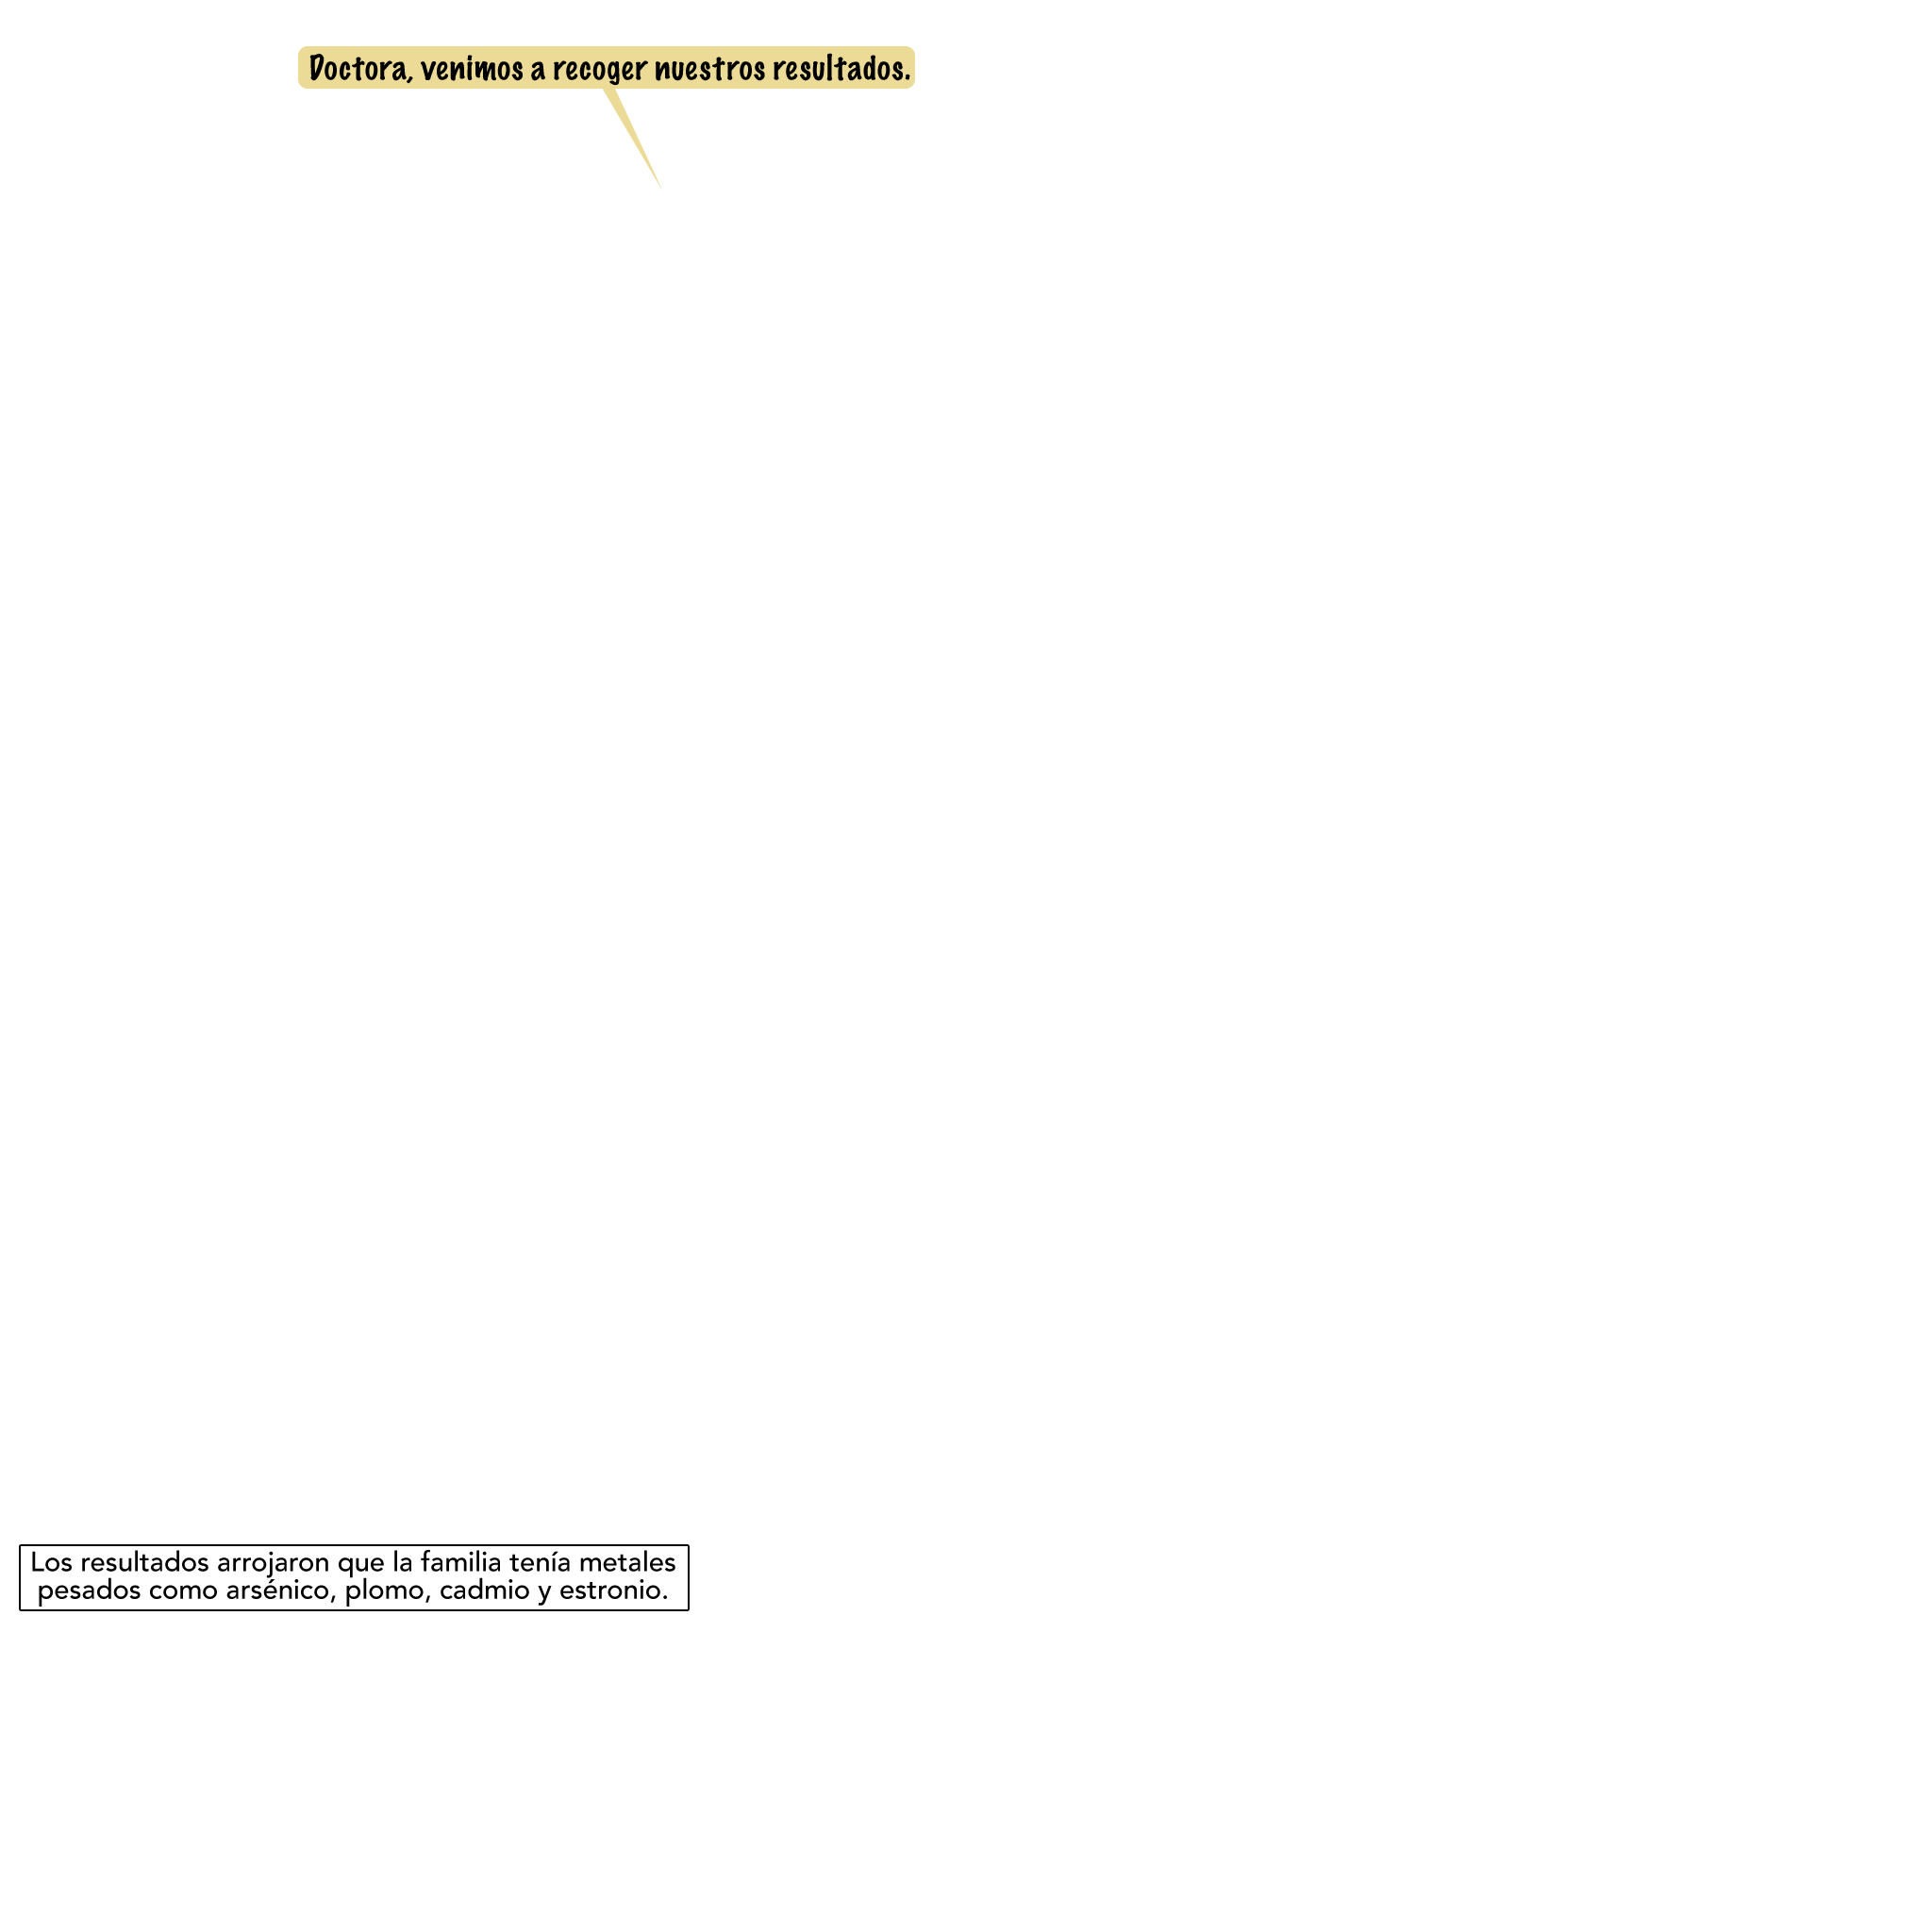 Doctora, venimos a recoger nuestros resultados.
Los resultados arrojaron que la familia tenía metales
pesados como arsénico, plomo, cadmio y estronio.